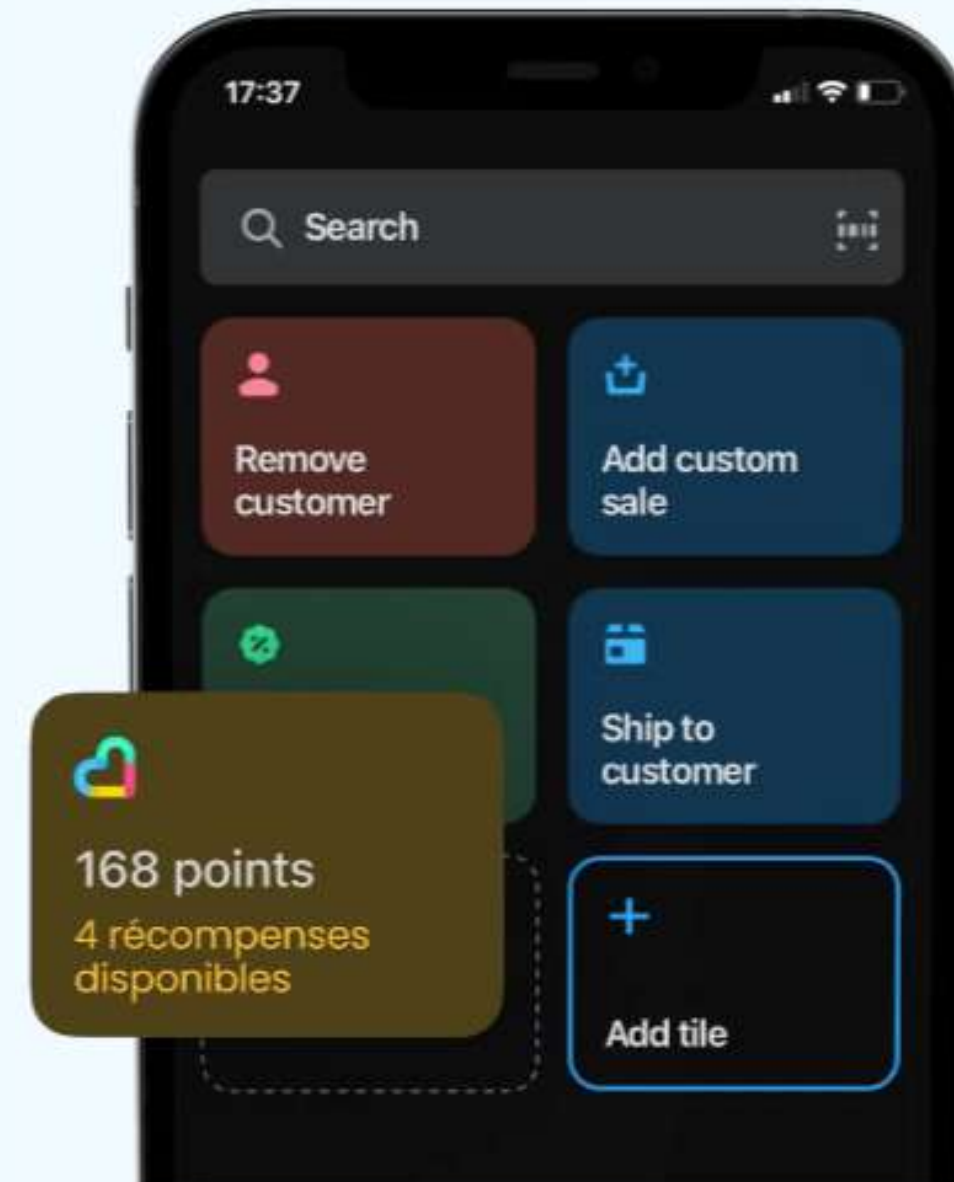 17:37
Search
Remove
customer
Add custom
sale
Ship to
customer
168 points
4 récompenses
disponibles
Add tile